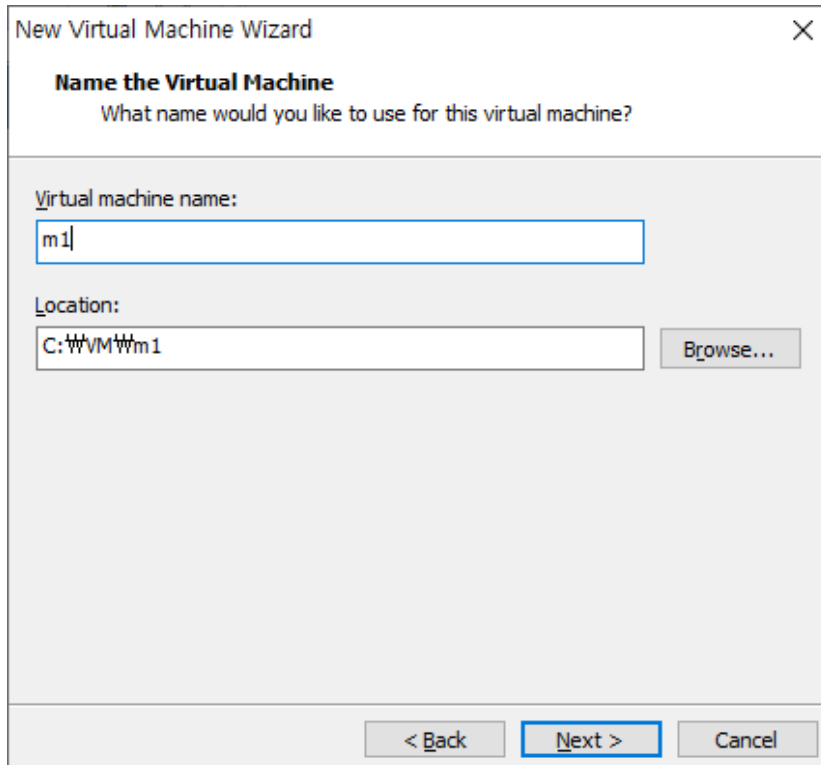 New Virtual Machine Wizard
Name the Virtual Machine
What name would you like to use for this virtual machine?
Virtual machine name:
m1
Location:
C:₩VM₩m1
Browse...
< Back
Next >
Cancel